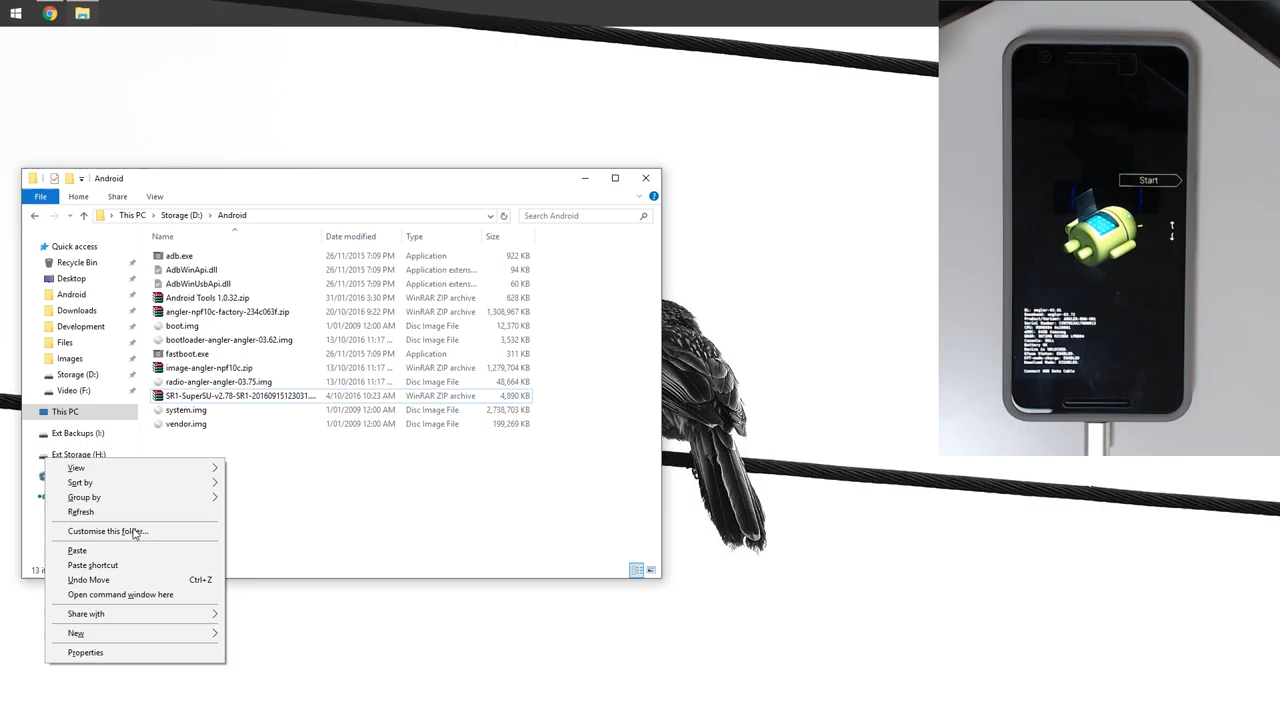 Android
File
Home
Share
View
This PC
Storage (D:)
Android
Search Android
Name
Date modified
Type
Size
Quick access
Recycle Bin
Desktop
Android
Downloads
Development
Files
Images
Storage (D:)
Video (F:)
This PC
Ext Backups (I:)
Ext Storage (H:)
adb.exe 26/11/2015 7:09 PM Application 922 KB
AdbWinApi.dll 26/11/2015 7:09 PM Application extens... 94 KB
AdbWinUsbApi.dll 26/11/2015 7:09 PM Application extens... 60 KB
Android Tools 1.0.32.zip 31/01/2016 3:30 PM WinRAR ZIP archive 628 KB
angler-npf10c-factory-234c063f.zip 20/10/2016 9:22 PM WinRAR ZIP archive 1,308,967 KB
boot.img 1/01/2009 12:00 AM Disc Image File 12,370 KB
bootloader-angler-angler-03.62.img 13/10/2016 11:17 ... Disc Image File 3,532 KB
fastboot.exe 26/11/2015 7:09 PM Application 311 KB
image-angler-npf10c.zip 13/10/2016 11:17 ... WinRAR ZIP archive 1,279,704 KB
radio-angler-angler-03.75.img 13/10/2016 11:17 ... Disc Image File 48,664 KB
SR1-SuperSU-v2.78-SR1-20160915123031.... 4/10/2016 10:23 AM WinRAR ZIP archive 4,890 KB
system.img 1/01/2009 12:00 AM Disc Image File 2,738,703 KB
vendor.img 1/01/2009 12:00 AM Disc Image File 199,269 KB
13
View
Sort by
Group by
Refresh
Customise this folder...
Paste
Paste shortcut
Undo Move Ctrl+Z
Open command window here
Share with
New
Properties
Start